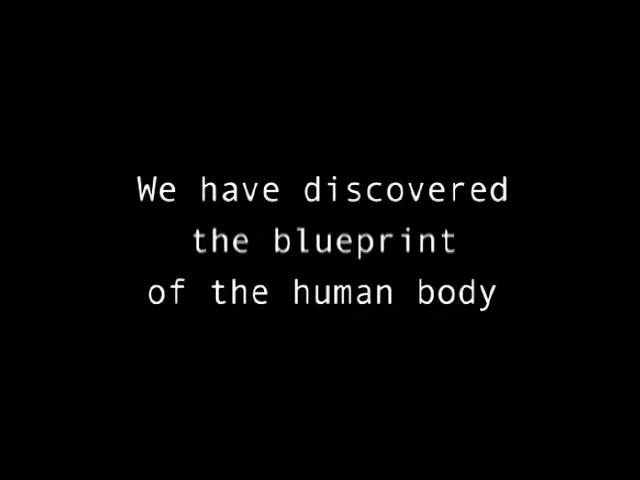 We have discovered
the blueprint
of the human body